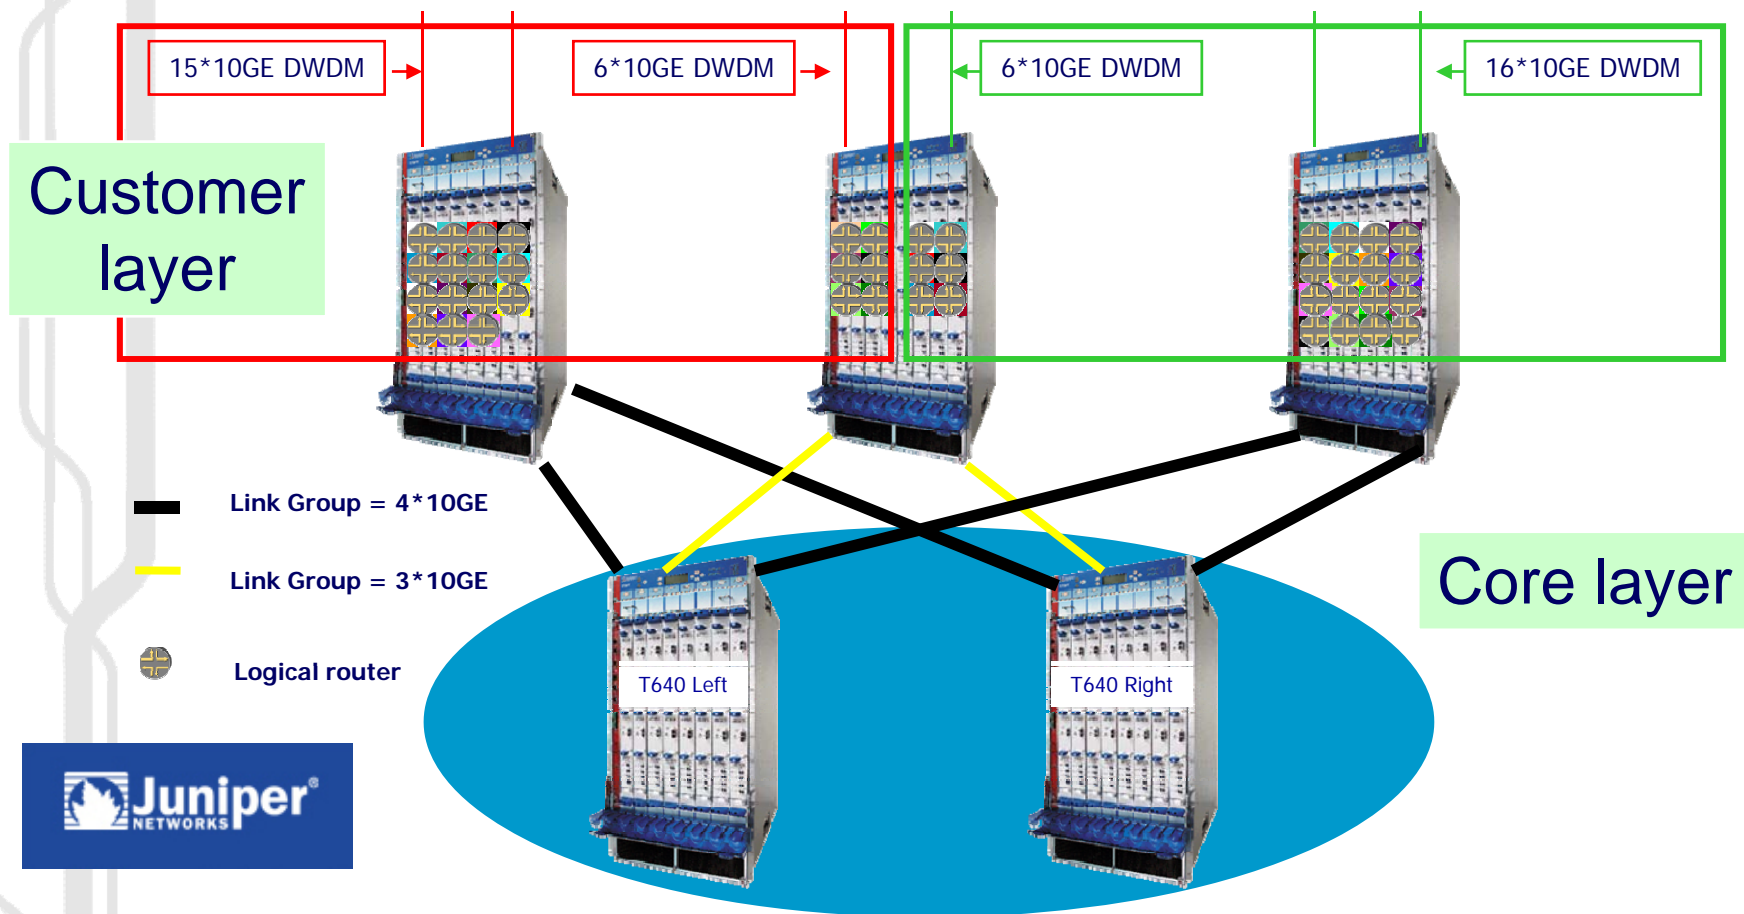 15*10GE DWDM
6*10GE DWDM
6*10GE DWDM
16*10GE DWDM
Customer
layer
Link Group = 4*10GE
Link Group = 3*10GE
Logical router
Core layer
T640 Left
T640 Right
Juniper®
NETWORKS